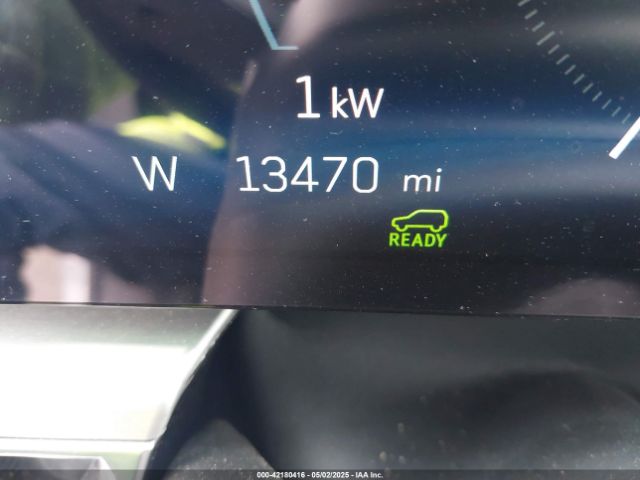 1 kW
W 13470 mi
READY
000-42180416 - 05/02/2025 - IAA Inc.